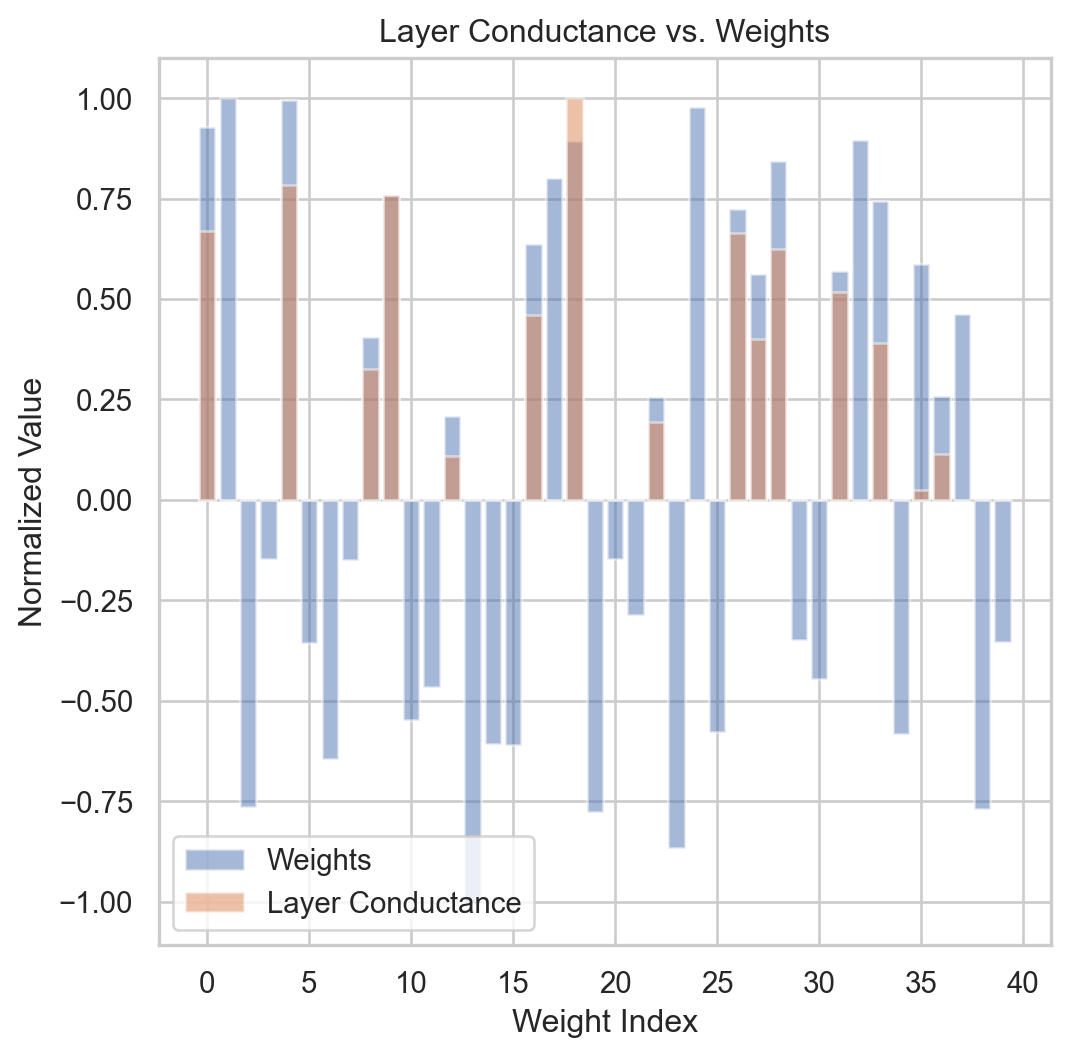 Layer Conductance vs. Weights
Normalized Value
1.00
0.75
0.50
0.25
0.00
−0.25
−0.50
−0.75
−1.00
Weights
Layer Conductance
0 5 10 15 20 25 30 35 40
Weight Index